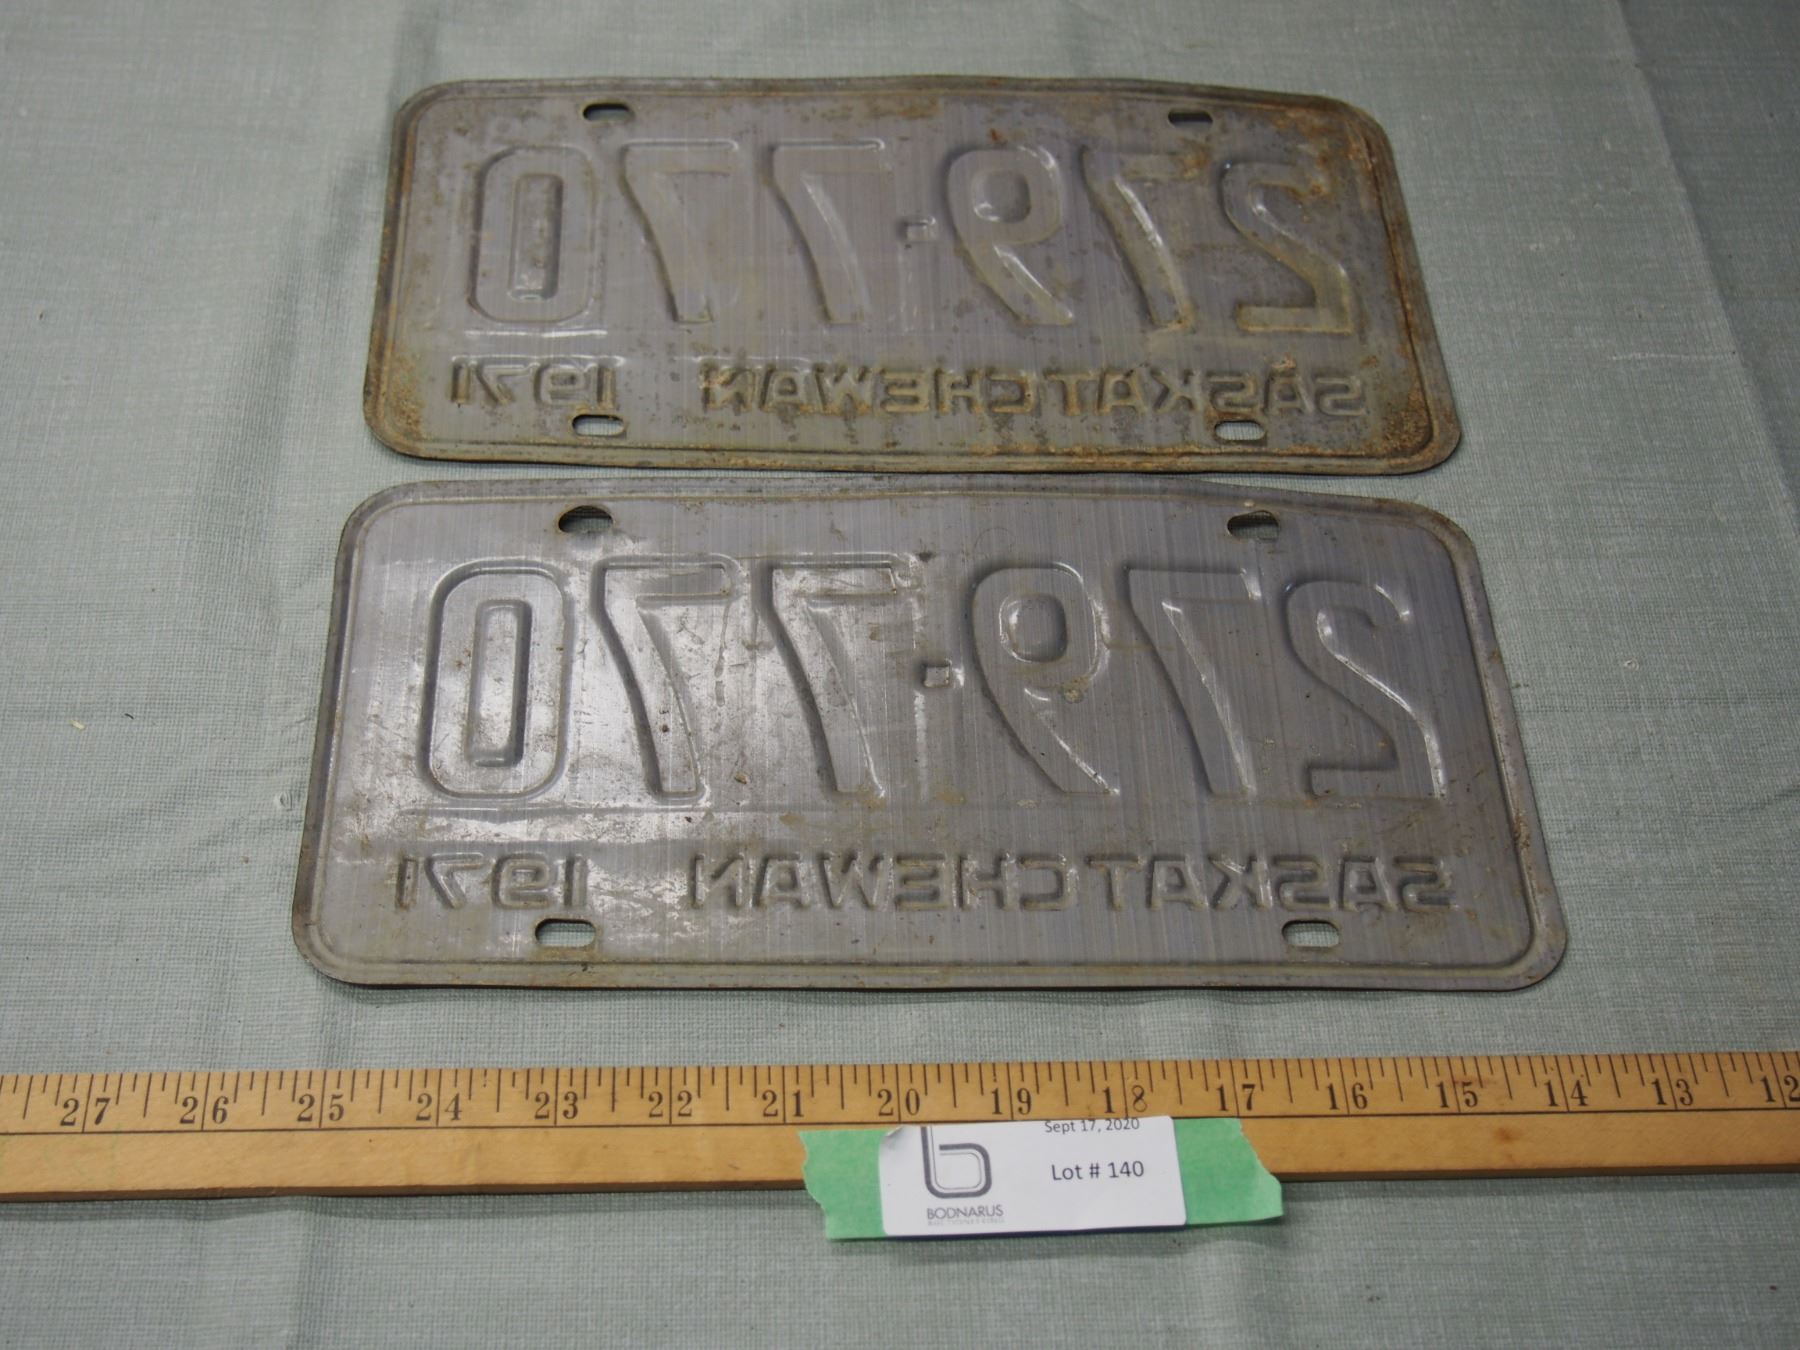 279-770
SASKATCHEWAN 1971
279-770
SASKATCHEWAN 1971
27 26 25 24 23 22 21 20 19 18 17 16 15 14 13 12
Sept 17, 2020
Lot # 140
b
BODNARUS
AUCTIONEERING